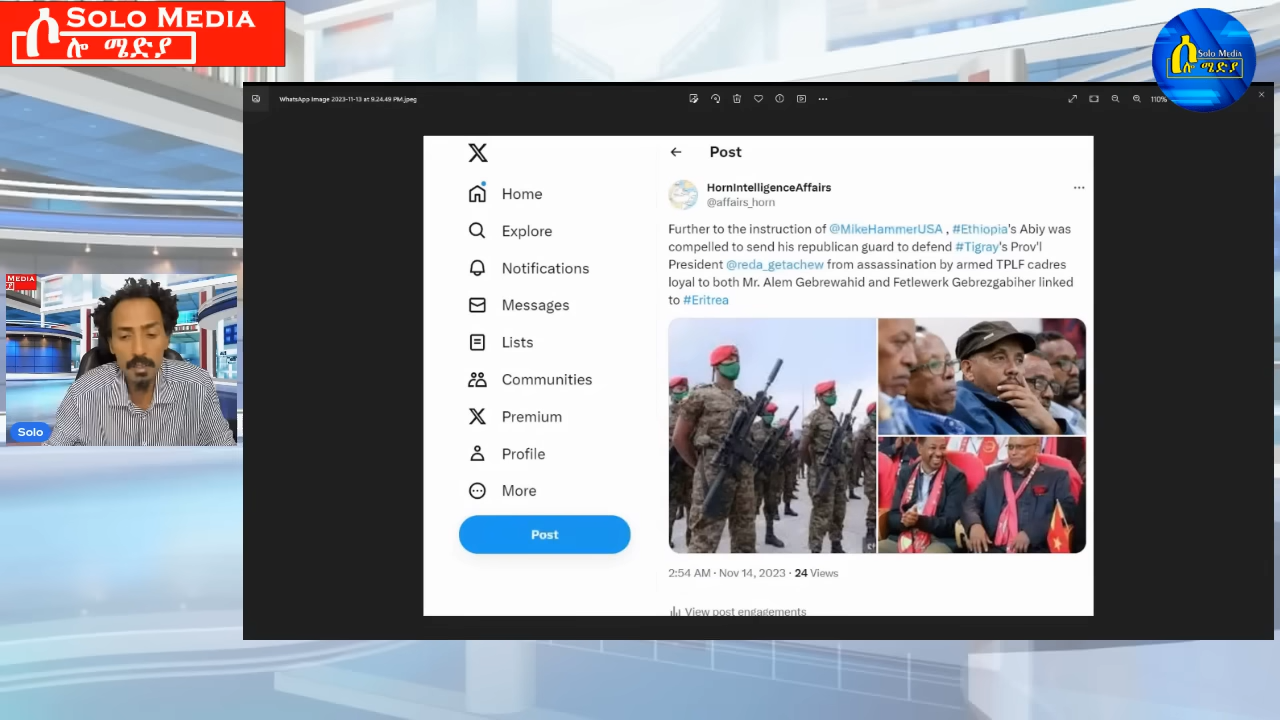 SOLO MEDIA
ሶ
ሎ ሚድያ
Solo Media
ሎ ሚድያ
WhatsApp Image 2023-11-13 at 9.24.49 PM.jpeg
110%
Post
HornIntelligenceAffairs
@affairs_horn
Further to the instruction of @MikeHammerUSA , #Ethiopia's Abiy was
compelled to send his republican guard to defend #Tigray's Prov'l
President @reda_getachew from assassination by armed TPLF cadres
loyal to both Mr. Alem Gebrewahid and Fetlewerk Gebrezgabiher linked
to #Eritrea
2:54 AM · Nov 14, 2023 · 24 Views
View post engagements
Home
Explore
Notifications
Messages
Lists
Communities
Premium
Profile
More
Post
MEDIA
Solo